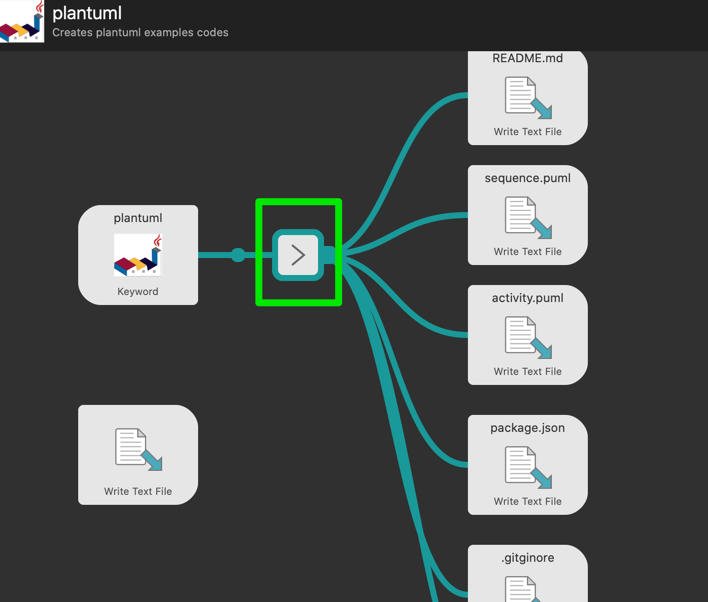 plantuml
Creates plantuml examples codes
README.md
Write Text File
sequence.puml
Write Text File
plantuml
Keyword
activity.puml
Write Text File
package.json
Write Text File
Write Text File
.gitginore